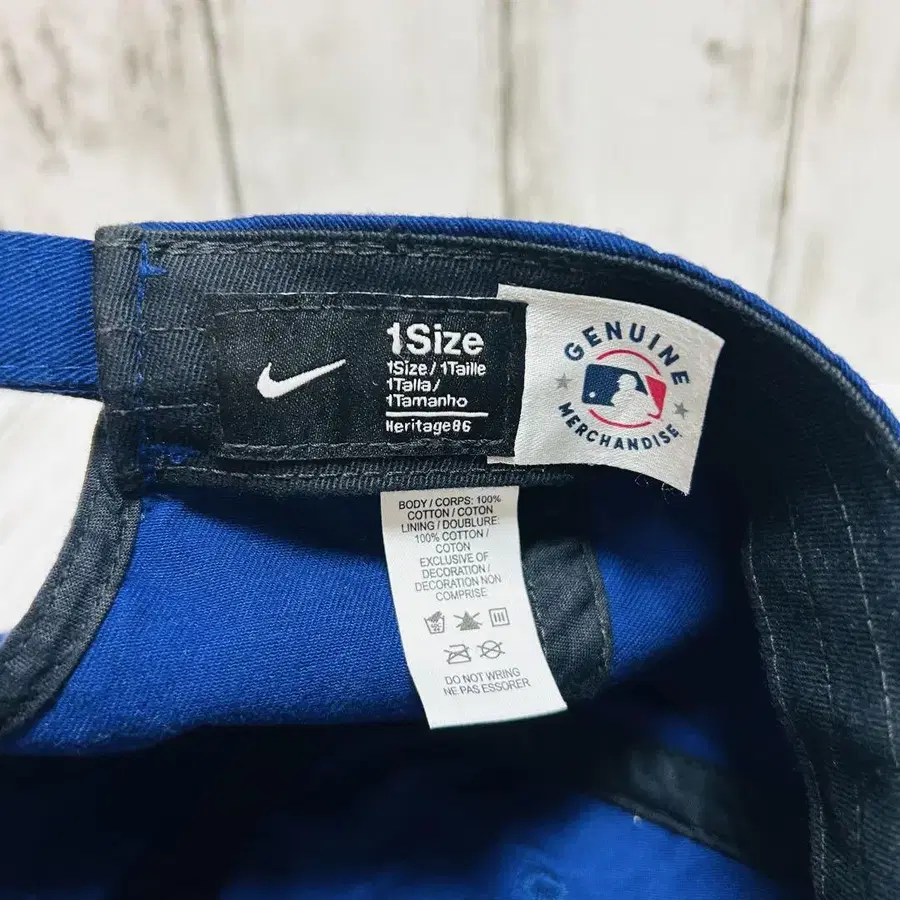 1Size
1Size/1Taille
1Talla/
1Tamanho
Heritage86
GENUINE
MERCHANDISE
BODY / CORPS: 100%
COTTON / COTON
LINING / DOUBLURE:
100% COTTON /
COTON
EXCLUSIVE OF
DECORATION /
DECORATION NON
COMPRISE
DO NOT WRING
NE PAS ESSORER